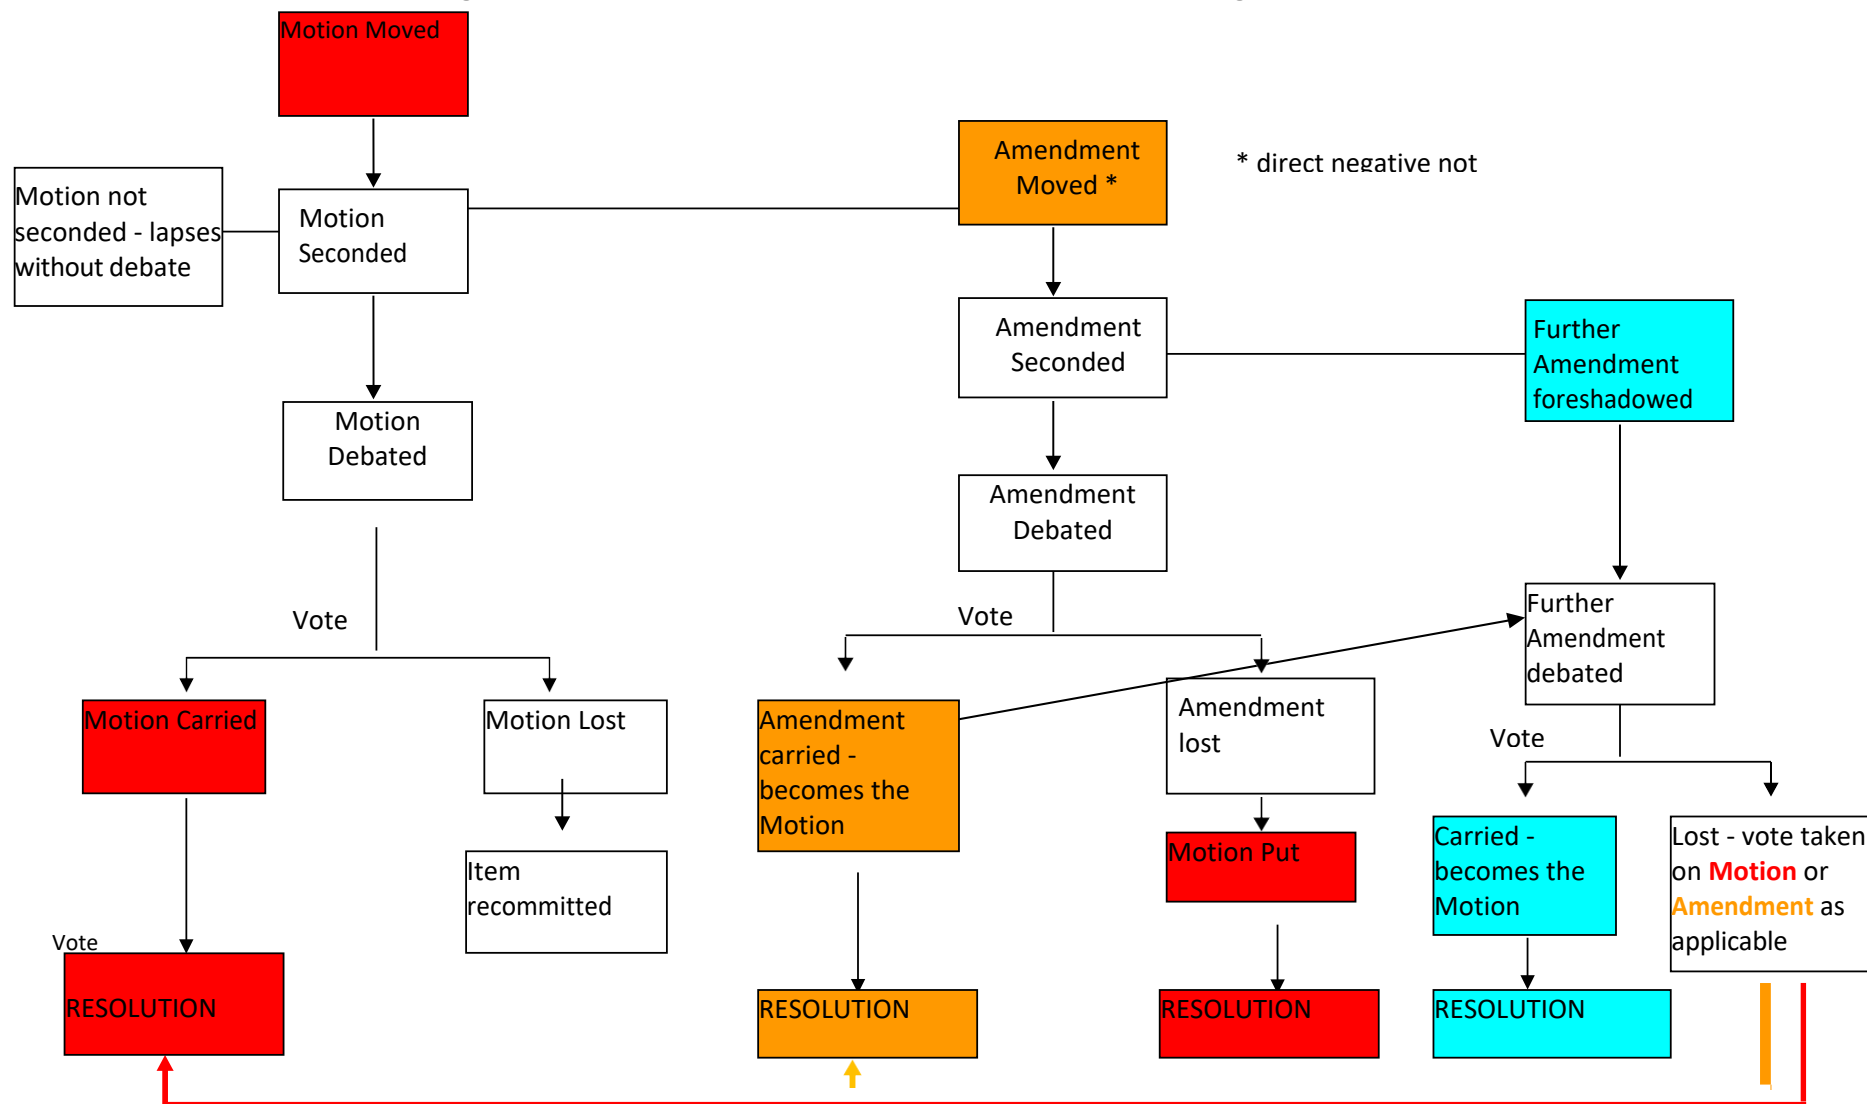 Motion Moved
Amendment
Moved *
* direct negative not
Motion not
seconded - lapses
without debate
Motion
Seconded
Amendment
Seconded
Further
Amendment
foreshadowed
Motion
Debated
Amendment
Debated
Vote
Vote
Further
Amendment
debated
Vote
Motion Carried
Motion Lost
Amendment
carried -
becomes the
Motion
Amendment
lost
Motion Put
Carried -
becomes the
Motion
Lost - vote taken
on Motion or
Amendment as
applicable
Item
recommitted
Vote
RESOLUTION
RESOLUTION
RESOLUTION
RESOLUTION